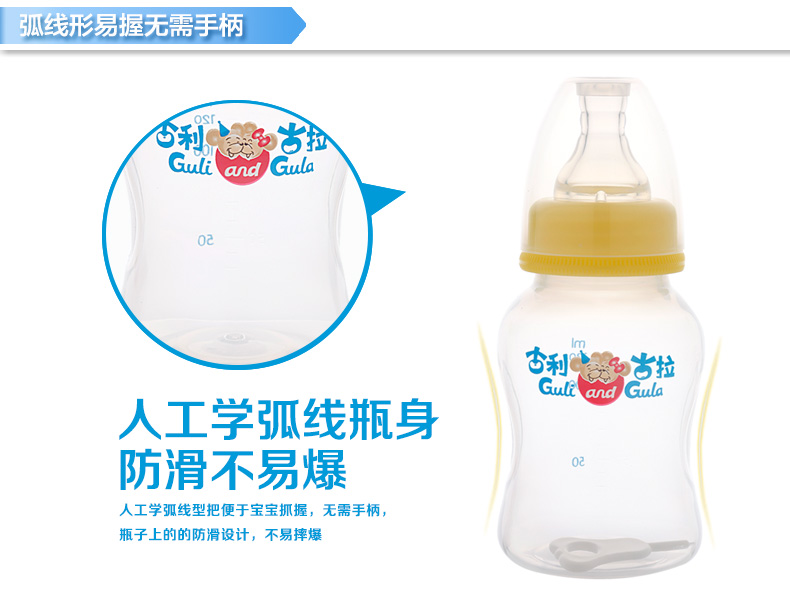 弧线形易握无需手柄
120
100
古利 古拉
Guli and Gula
50
ml
古利 古拉
Guli and Gula
50
人工学弧线瓶身
防滑不易爆
人工学弧线型把便于宝宝抓握，无需手柄，
瓶子上的的防滑设计，不易摔爆